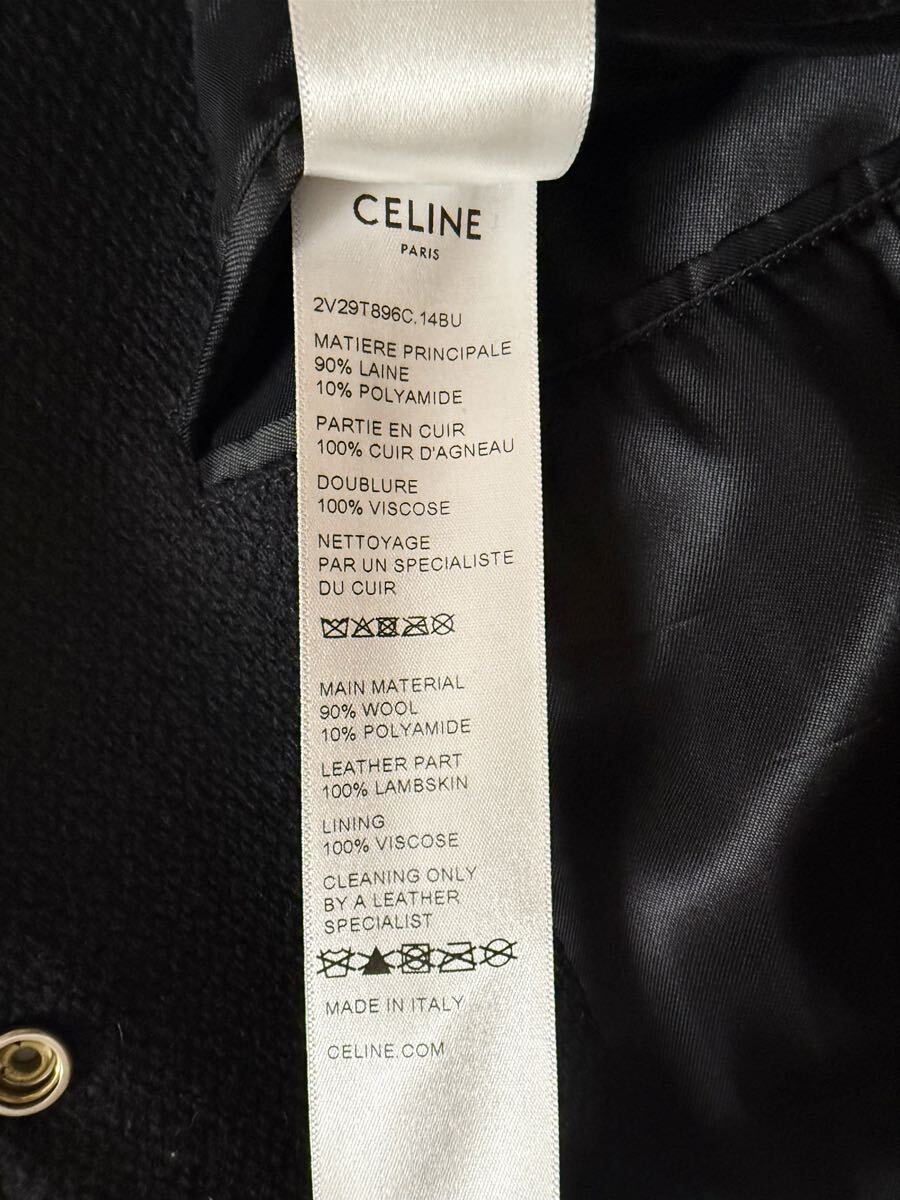 CELINE
PARIS
2V29T896C.14BU
MATIERE PRINCIPALE
90% LAINE
10% POLYAMIDE
PARTIE EN CUIR
100% CUIR D'AGNEAU
DOUBLURE
100% VISCOSE
NETTOYAGE
PAR UN SPECIALISTE
DU CUIR
MAIN MATERIAL
90% WOOL
10% POLYAMIDE
LEATHER PART
100% LAMBSKIN
LINING
100% VISCOSE
CLEANING ONLY
BY A LEATHER
SPECIALIST
MADE IN ITALY
CELINE.COM